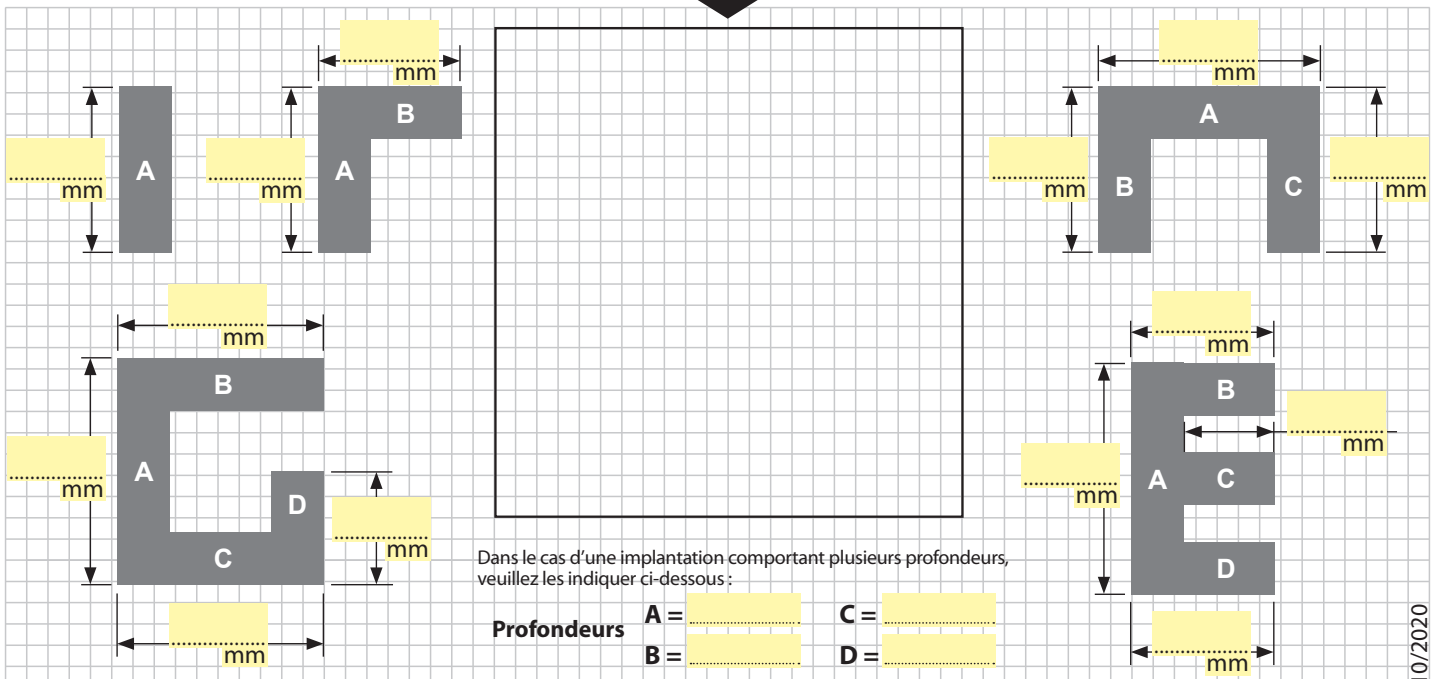 mm
mm
A
B
mm
A
mm
mm
A
mm
B
C
mm
mm
B
mm
A
D
mm
C
mm
mm
B
mm
mm
A
C
D
mm
Dans le cas d'une implantation comportant plusieurs profondeurs,
veuillez les indiquer ci-dessous :
Profondeurs
A = C =
B = D =
10/2020